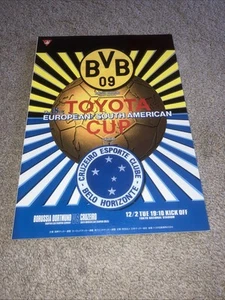 BVB
09
TOYOTA
EUROPEAN/SOUTH AMERICAN
CUP
CRUZEIRO ESPORTE CLUBE
BELO HORIZONTE
BORUSSIA DORTMUND
CRUZEIRO
12/2 TUE 19:10 KICK OFF